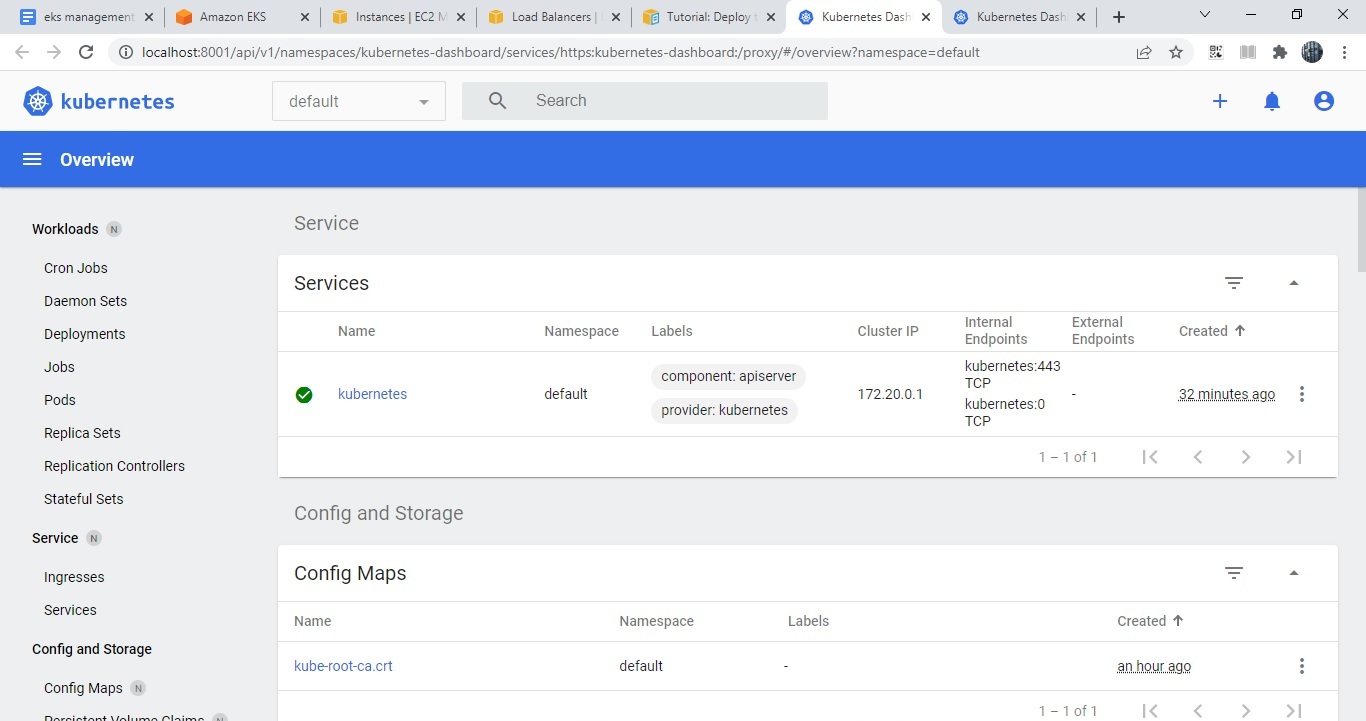 eks management
Amazon EKS
Instances | EC2 M
Load Balancers |
Tutorial: Deploy t
Kubernetes Dash
Kubernetes Dash
localhost:8001/api/v1/namespaces/kubernetes-dashboard/services/https:kubernetes-dashboard:/proxy/#/overview?namespace=default
kubernetes
default
Search
Overview
Workloads N
Cron Jobs
Daemon Sets
Deployments
Jobs
Pods
Replica Sets
Replication Controllers
Stateful Sets
Service N
Ingresses
Services
Config and Storage
Config Maps N
Persistent Volume Claims N
Service
Services
Name Namespace Labels Cluster IP Internal Endpoints External Endpoints Created
kubernetes default component: apiserver provider: kubernetes 172.20.0.1 kubernetes:443 TCP kubernetes:0 TCP - 32 minutes ago
1 – 1 of 1
Config and Storage
Config Maps
Name Namespace Labels Created
kube-root-ca.crt default - an hour ago
1 – 1 of 1